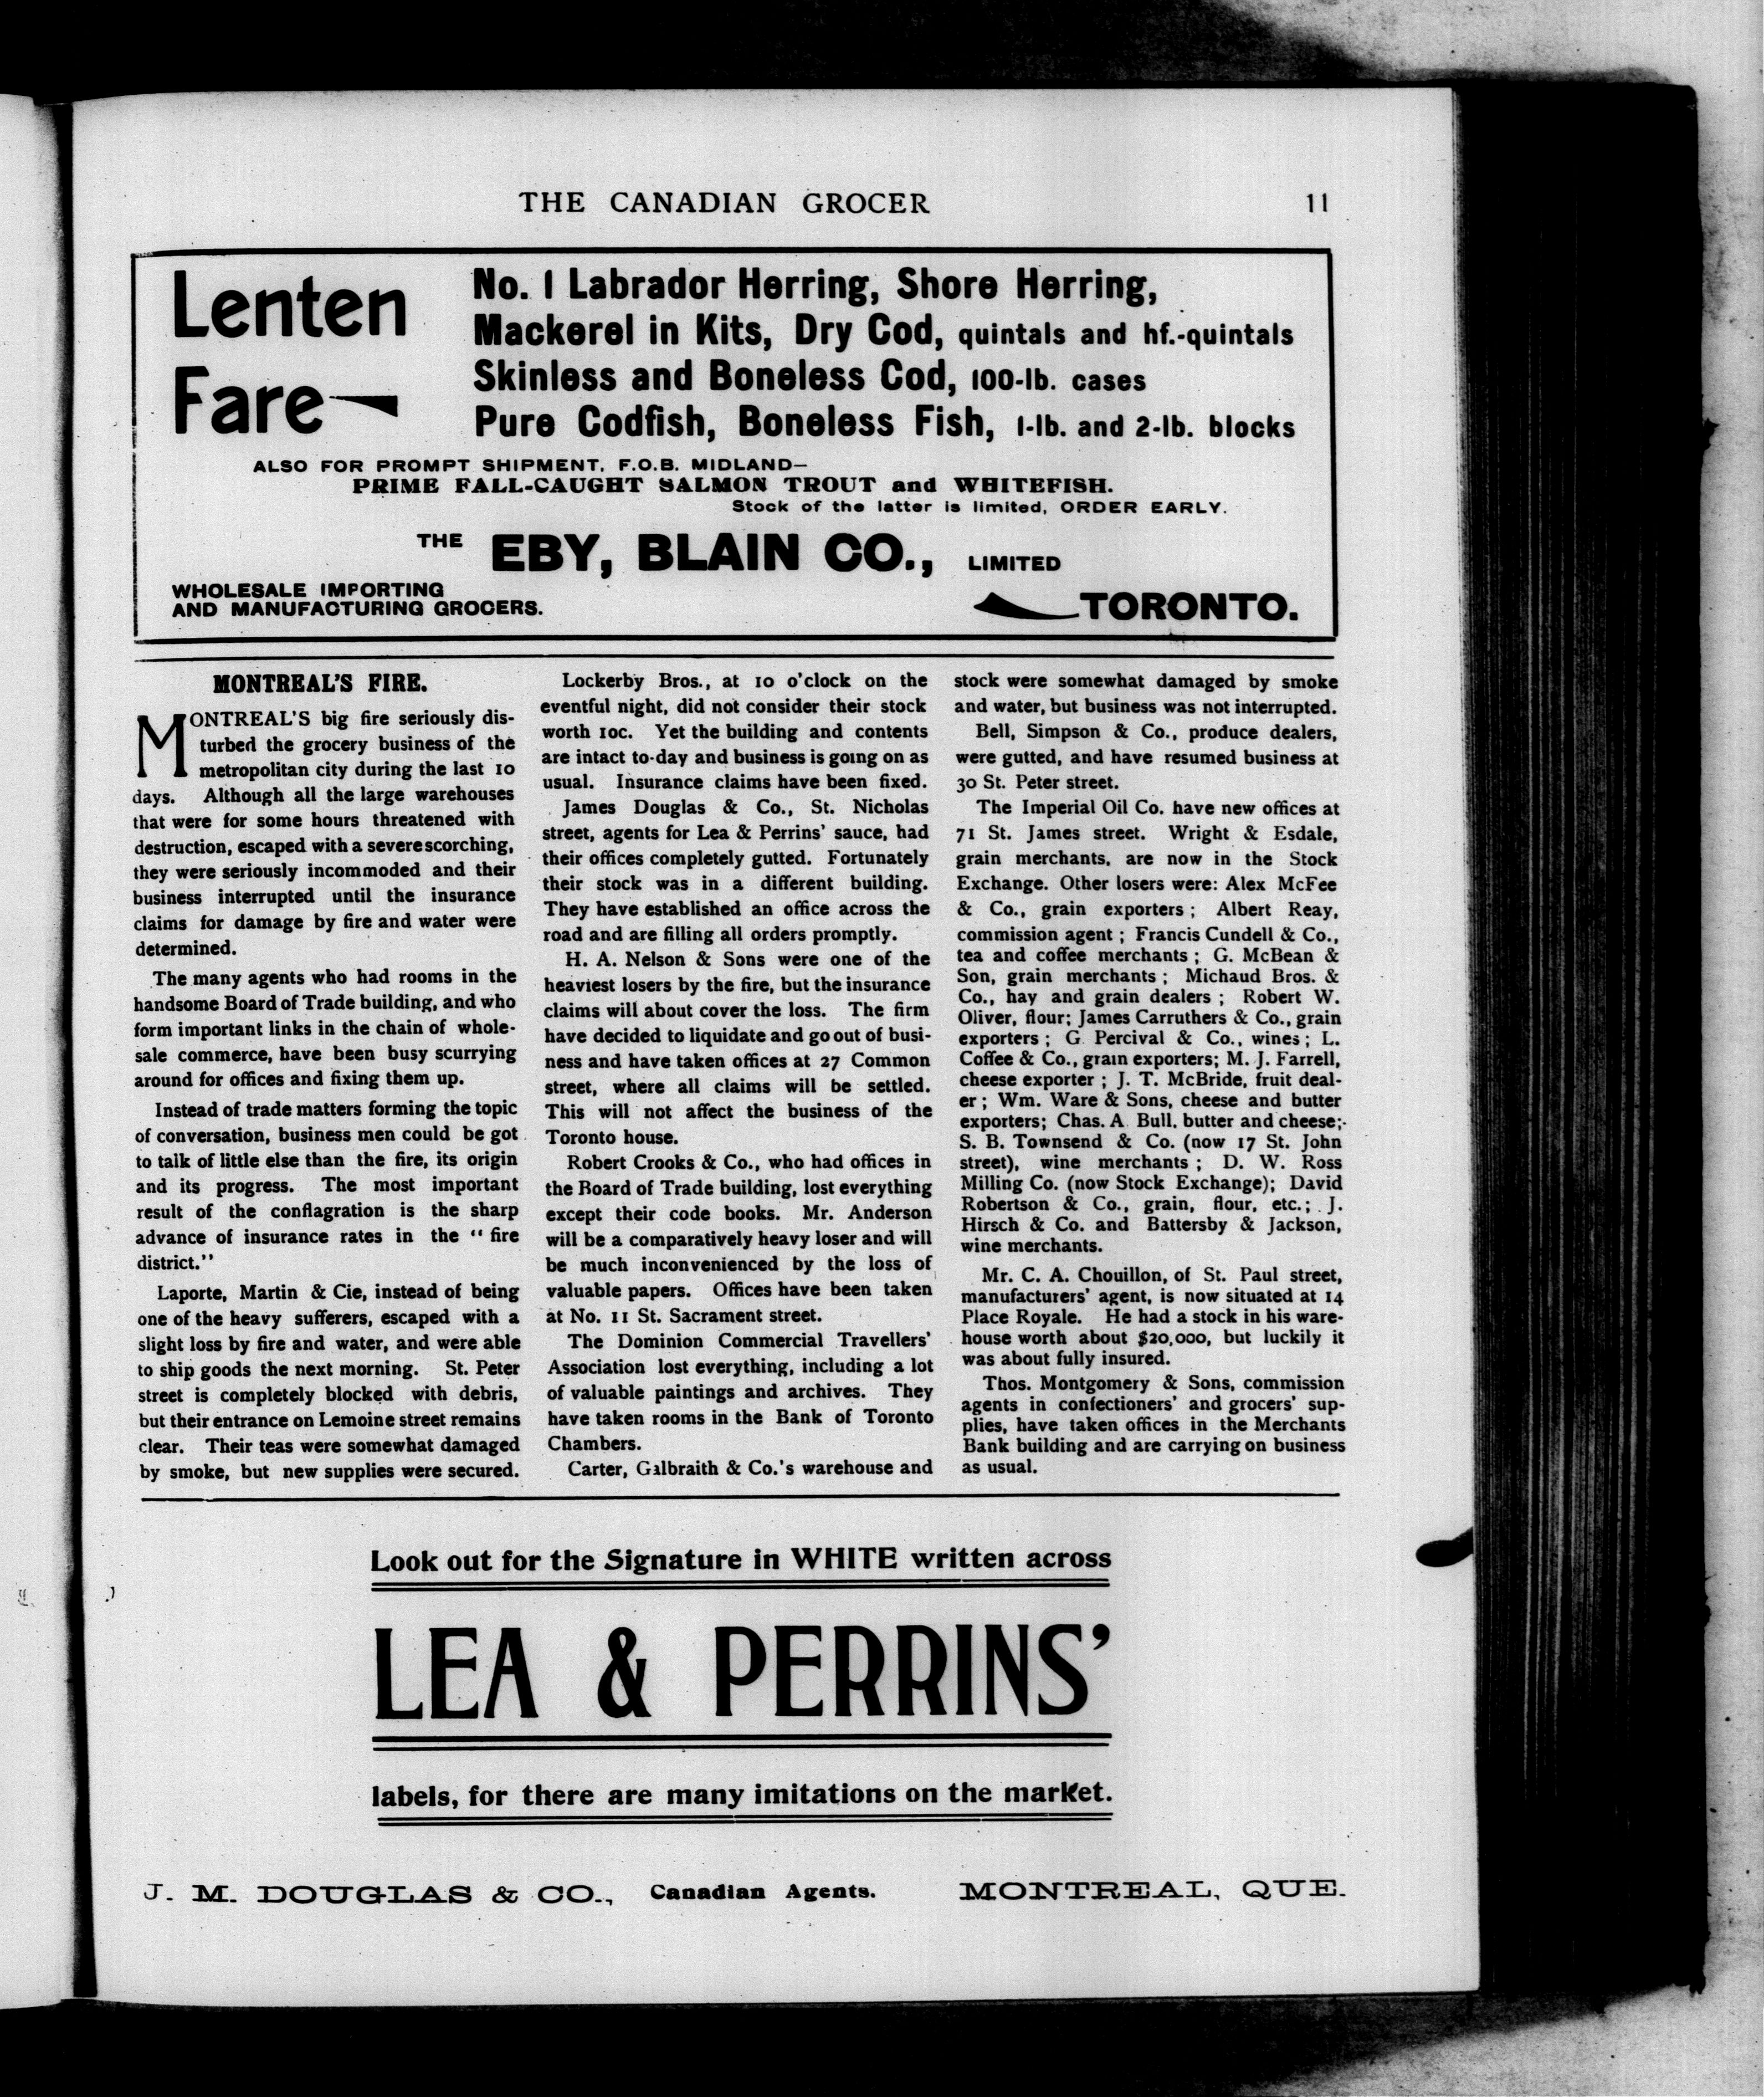 THE CANADIAN GROCER 11
Lenten
Fare
No. 1 Labrador Herring, Shore Herring,
Mackerel in Kits, Dry Cod, quintals and hf.-quintals
Skinless and Boneless Cod, 100-lb. cases
Pure Codfish, Boneless Fish, 1-lb. and 2-lb. blocks
ALSO FOR PROMPT SHIPMENT, F.O.B. MIDLAND—
PRIME FALL-CAUGHT SALMON TROUT and WHITEFISH.
Stock of the latter is limited, ORDER EARLY.
THE EBY, BLAIN CO., LIMITED
WHOLESALE IMPORTING
AND MANUFACTURING GROCERS.
TORONTO.
MONTREAL'S FIRE.
MONTREAL'S big fire seriously dis-
turbed the grocery business of the
metropolitan city during the last 10
days. Although all the large warehouses
that were for some hours threatened with
destruction, escaped with a severe scorching,
they were seriously incommoded and their
business interrupted until the insurance
claims for damage by fire and water were
determined.
The many agents who had rooms in the
handsome Board of Trade building, and who
form important links in the chain of whole-
sale commerce, have been busy scurrying
around for offices and fixing them up.
Instead of trade matters forming the topic
of conversation, business men could be got
to talk of little else than the fire, its origin
and its progress. The most important
result of the conflagration is the sharp
advance of insurance rates in the "fire
district."
Laporte, Martin & Cie, instead of being
one of the heavy sufferers, escaped with a
slight loss by fire and water, and were able
to ship goods the next morning. St. Peter
street is completely blocked with debris,
but their entrance on Lemoine street remains
clear. Their teas were somewhat damaged
by smoke, but new supplies were secured.
Lockerby Bros., at 10 o'clock on the
eventful night, did not consider their stock
worth 10c. Yet the building and contents
are intact to-day and business is going on as
usual. Insurance claims have been fixed.
James Douglas & Co., St. Nicholas
street, agents for Lea & Perrins' sauce, had
their offices completely gutted. Fortunately
their stock was in a different building.
They have established an office across the
road and are filling all orders promptly.
H. A. Nelson & Sons were one of the
heaviest losers by the fire, but the insurance
claims will about cover the loss. The firm
have decided to liquidate and go out of busi-
ness and have taken offices at 27 Common
street, where all claims will be settled.
This will not affect the business of the
Toronto house.
Robert Crooks & Co., who had offices in
the Board of Trade building, lost everything
except their code books. Mr. Anderson
will be a comparatively heavy loser and will
be much inconvenienced by the loss of
valuable papers. Offices have been taken
at No. 11 St. Sacrament street.
The Dominion Commercial Travellers'
Association lost everything, including a lot
of valuable paintings and archives. They
have taken rooms in the Bank of Toronto
Chambers.
Carter, Galbraith & Co.'s warehouse and
stock were somewhat damaged by smoke
and water, but business was not interrupted.
Bell, Simpson & Co., produce dealers,
were gutted, and have resumed business at
30 St. Peter street.
The Imperial Oil Co. have new offices at
71 St. James street. Wright & Esdale,
grain merchants, are now in the Stock
Exchange. Other losers were: Alex McFee
& Co., grain exporters; Albert Reay,
commission agent; Francis Cundell & Co.,
tea and coffee merchants; G. McBean &
Son, grain merchants; Michaud Bros. &
Co., hay and grain dealers; Robert W.
Oliver, flour; James Carruthers & Co., grain
exporters; G. Percival & Co., wines; L.
Coffee & Co., grain exporters; M. J. Farrell,
cheese exporter; J. T. McBride, fruit deal-
er; Wm. Ware & Sons, cheese and butter
exporters; Chas. A. Bull, butter and cheese;
S. B. Townsend & Co. (now 17 St. John
street), wine merchants; D. W. Ross
Milling Co. (now Stock Exchange); David
Robertson & Co., grain, flour, etc.; J.
Hirsch & Co. and Battersby & Jackson,
wine merchants.
Mr. C. A. Chouillon, of St. Paul street,
manufacturers' agent, is now situated at 14
Place Royale. He had a stock in his ware-
house worth about $20,000, but luckily it
was about fully insured.
Thos. Montgomery & Sons, commission
agents in confectioners' and grocers' sup-
plies, have taken offices in the Merchants
Bank building and are carrying on business
as usual.
Look out for the Signature in WHITE written across
LEA & PERRINS'
labels, for there are many imitations on the market.
J. M. DOUGLAS & CO., Canadian Agents. MONTREAL, QUE.